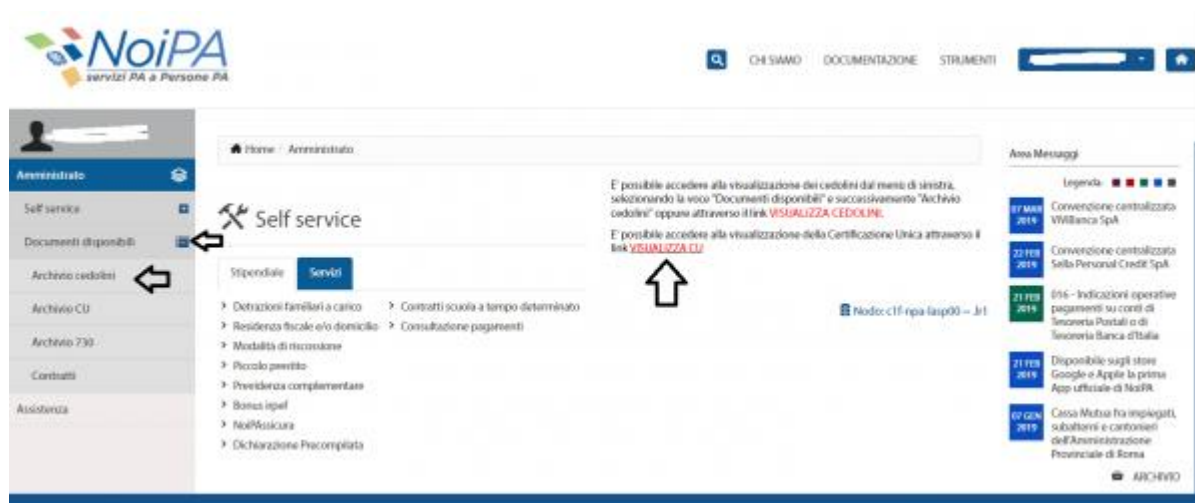 NoiPA
servizi PA a Persone PA
CHI SIAMO
DOCUMENTAZIONE
STRUMENTI
Amministrato
Self service
Documenti disponibili
Archivio cedolini
Archivio CU
Archivio 730
Contratti
Assistenza
Home / Amministrato
Self service
Stipendiale
Servizi
Detrazioni familiari a carico
Residenza fiscale e/o domicilio
Modalità di riscossione
Piccolo prestito
Previdenza complementare
Bonus irpef
NoiPAssicura
Dichiarazione Precompilata
Contratti scuola a tempo determinato
Consultazione pagamenti
E' possibile accedere alla visualizzazione dei cedolini dal menu di sinistra,
selezionando la voce "Documenti disponibili" e successivamente "Archivio
cedolini" oppure attraverso il link VISUALIZZA CEDOLINI.
E' possibile accedere alla visualizzazione della Certificazione Unica attraverso il
link VISUALIZZA CU
Area Messaggi
Legenda:
07 MAR
2019
Convenzione centralizzata
ViViBanca SpA
22 FEB
2019
Convenzione centralizzata
Sella Personal Credit SpA
21 FEB
2019
016 - Indicazioni operative
pagamenti su conti di
Tesoreria Postali o di
Tesoreria Banca d'Italia
21 FEB
2019
Disponibile sugli store
Google e Apple la prima
App ufficiale di NoiPA
07 GEN
2019
Cassa Mutua fra impiegati,
subalterni e cantonieri
dell'Amministrazione
Provinciale di Roma
ARCHIVIO